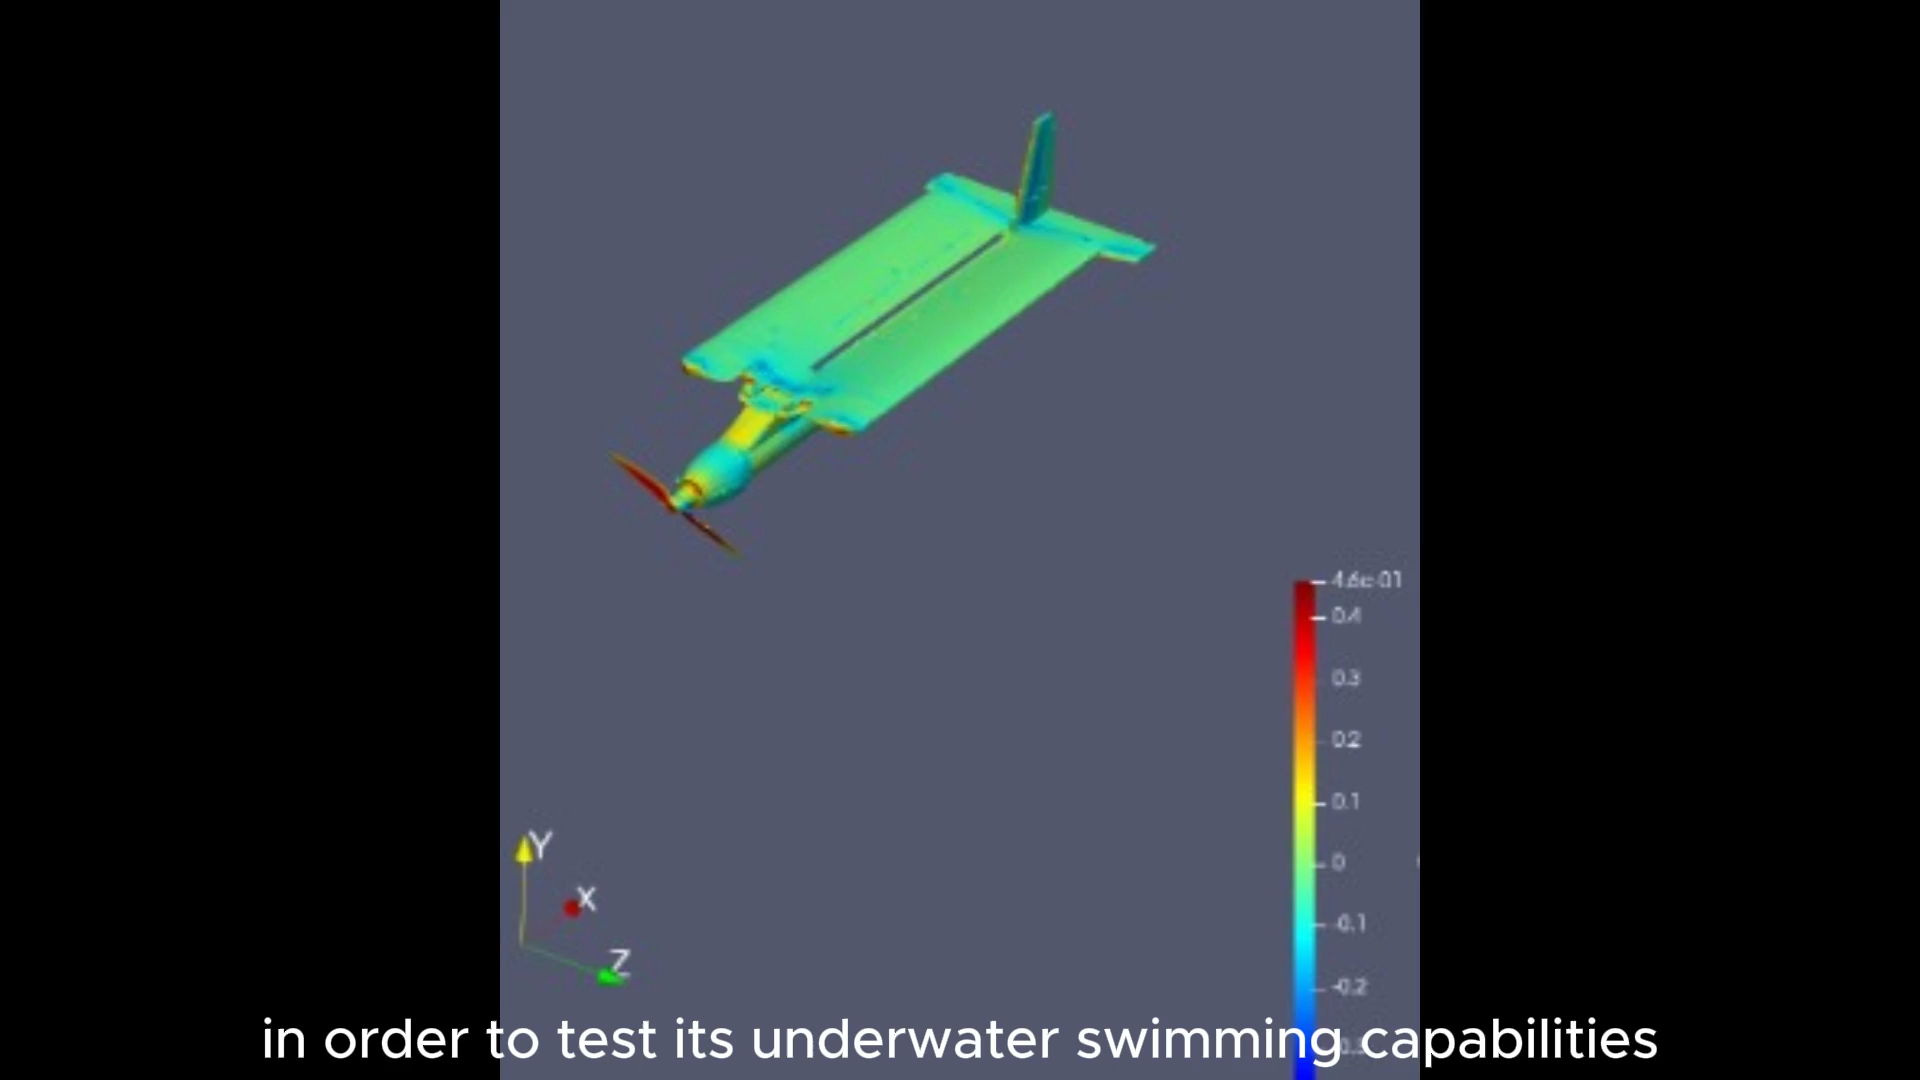 4.6e-01
0.4
0.3
0.2
0.1
0
-0.1
-0.2
Y
X
Z
in order to test its underwater swimming capabilities